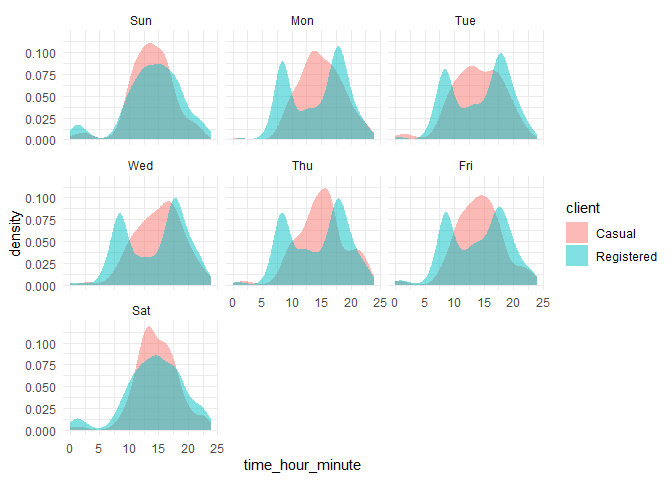 Sun Mon Tue
0.100
0.075
0.050
0.025
0.000
Wed Thu Fri
density
0.100
0.075
0.050
0.025
0.000
0 5 10 15 20 25 0 5 10 15 20 25
client
Casual
Registered
Sat
0.100
0.075
0.050
0.025
0.000
0 5 10 15 20 25
time_hour_minute